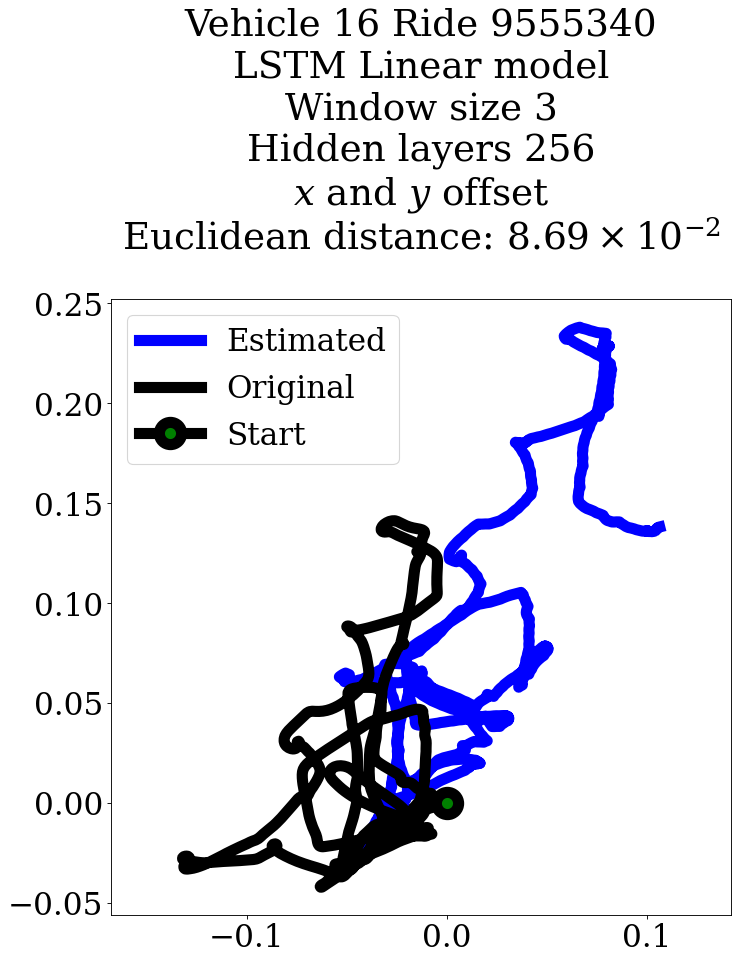 Vehicle 16 Ride 9555340
LSTM Linear model
Window size 3
Hidden layers 256
x and y offset
Euclidean distance: 8.69 × 10⁻²
0.25
0.20
0.15
0.10
0.05
0.00
−0.05
Estimated
Original
Start
−0.1
0.0
0.1